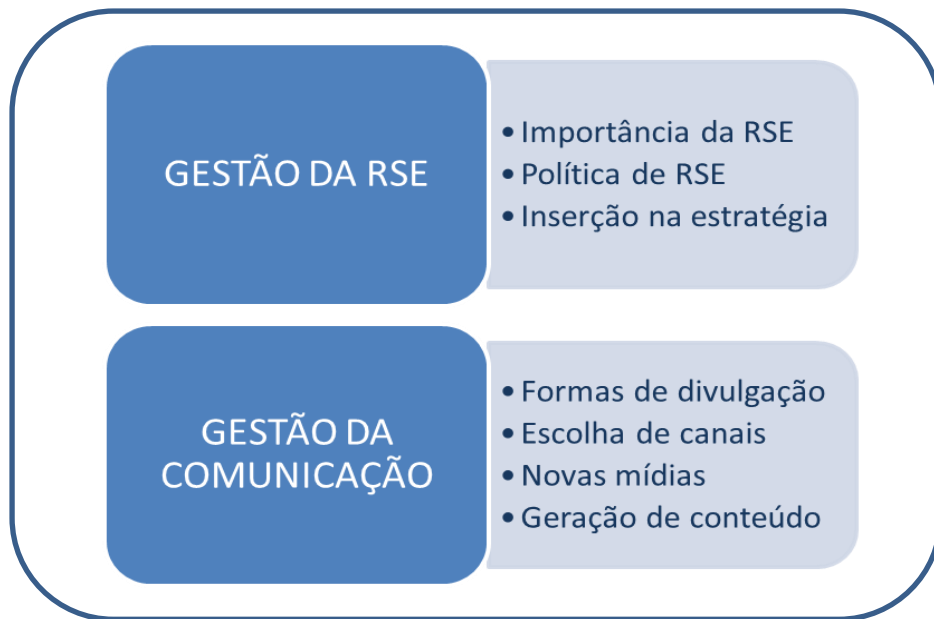 GESTÃO DA RSE
• Importância da RSE
• Política de RSE
• Inserção na estratégia
GESTÃO DA
COMUNICAÇÃO
• Formas de divulgação
• Escolha de canais
• Novas mídias
• Geração de conteúdo